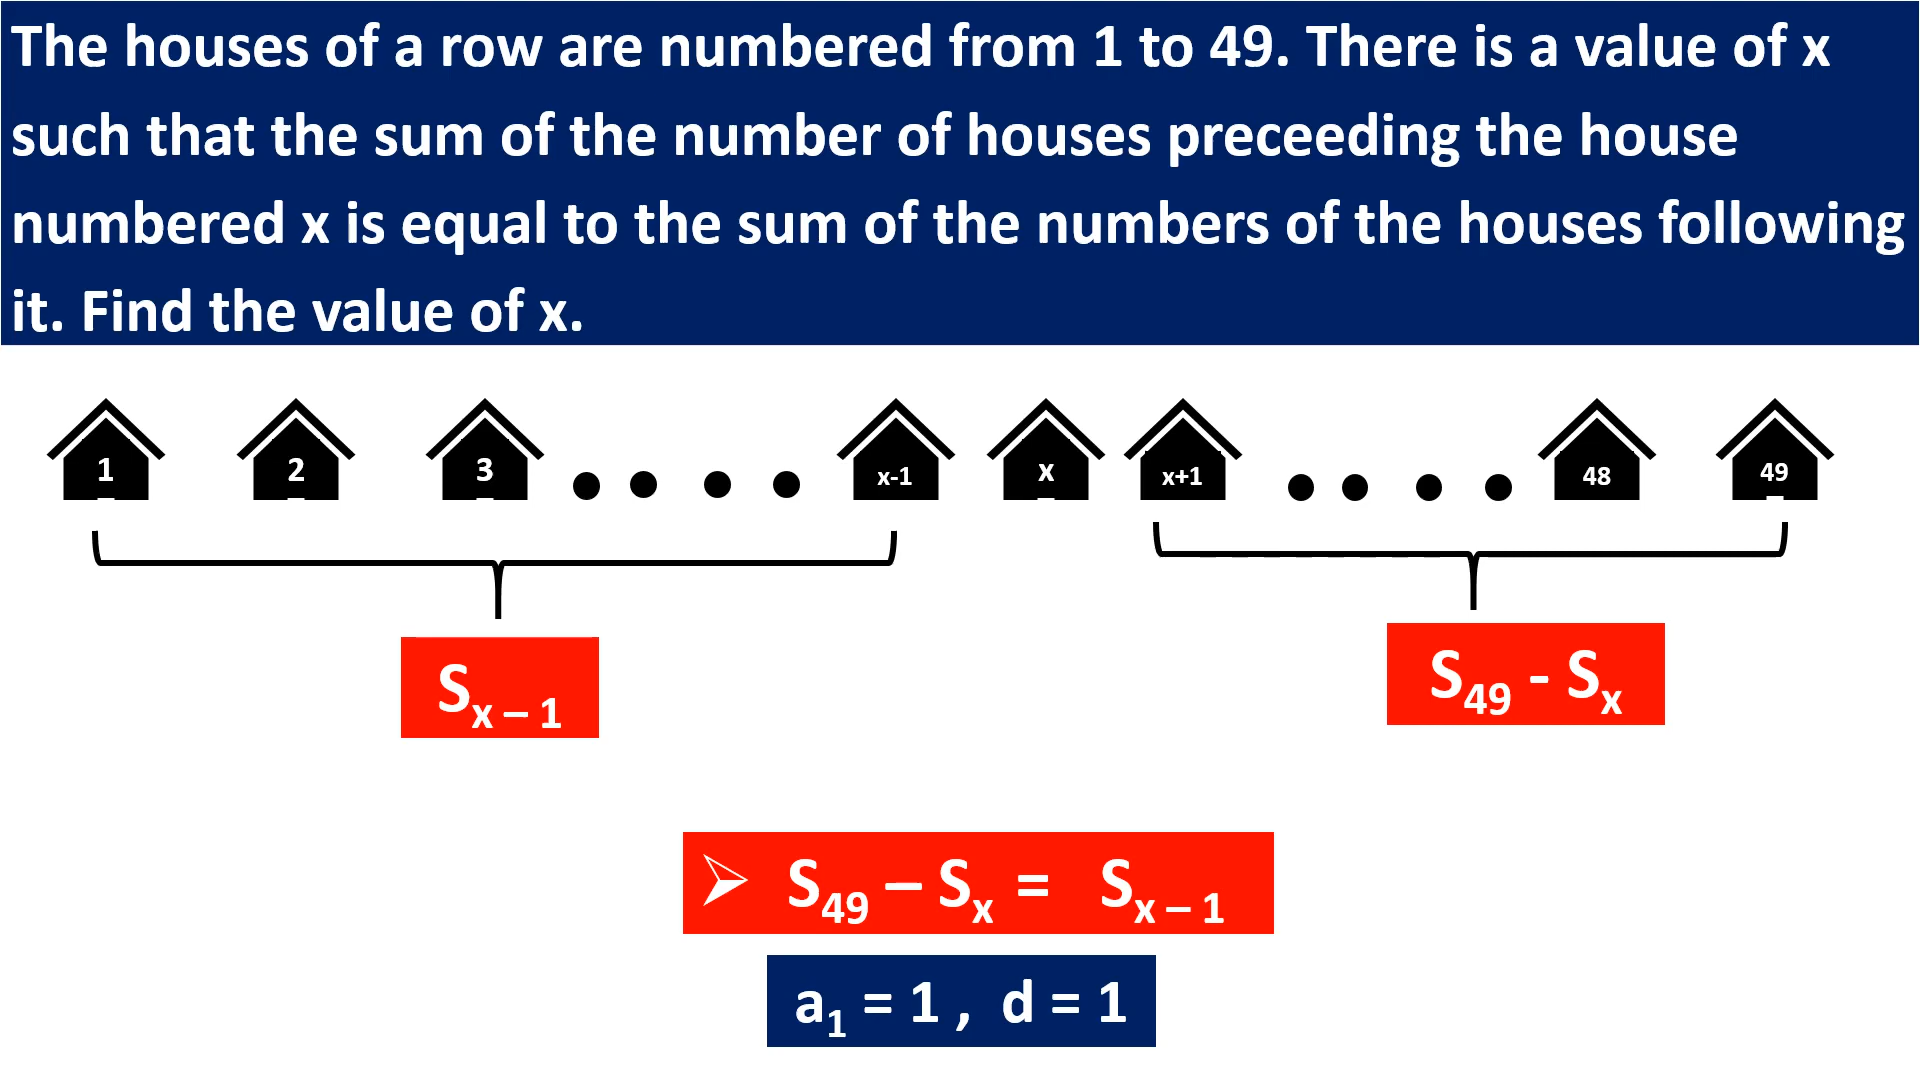 The houses of a row are numbered from 1 to 49. There is a value of x
such that the sum of the number of houses preceeding the house
numbered x is equal to the sum of the numbers of the houses following
it. Find the value of x.
1 2 3 x-1 x x+1 48 49
Sx – 1
S49 - Sx
S49 – Sx = Sx – 1
a1 = 1 , d = 1